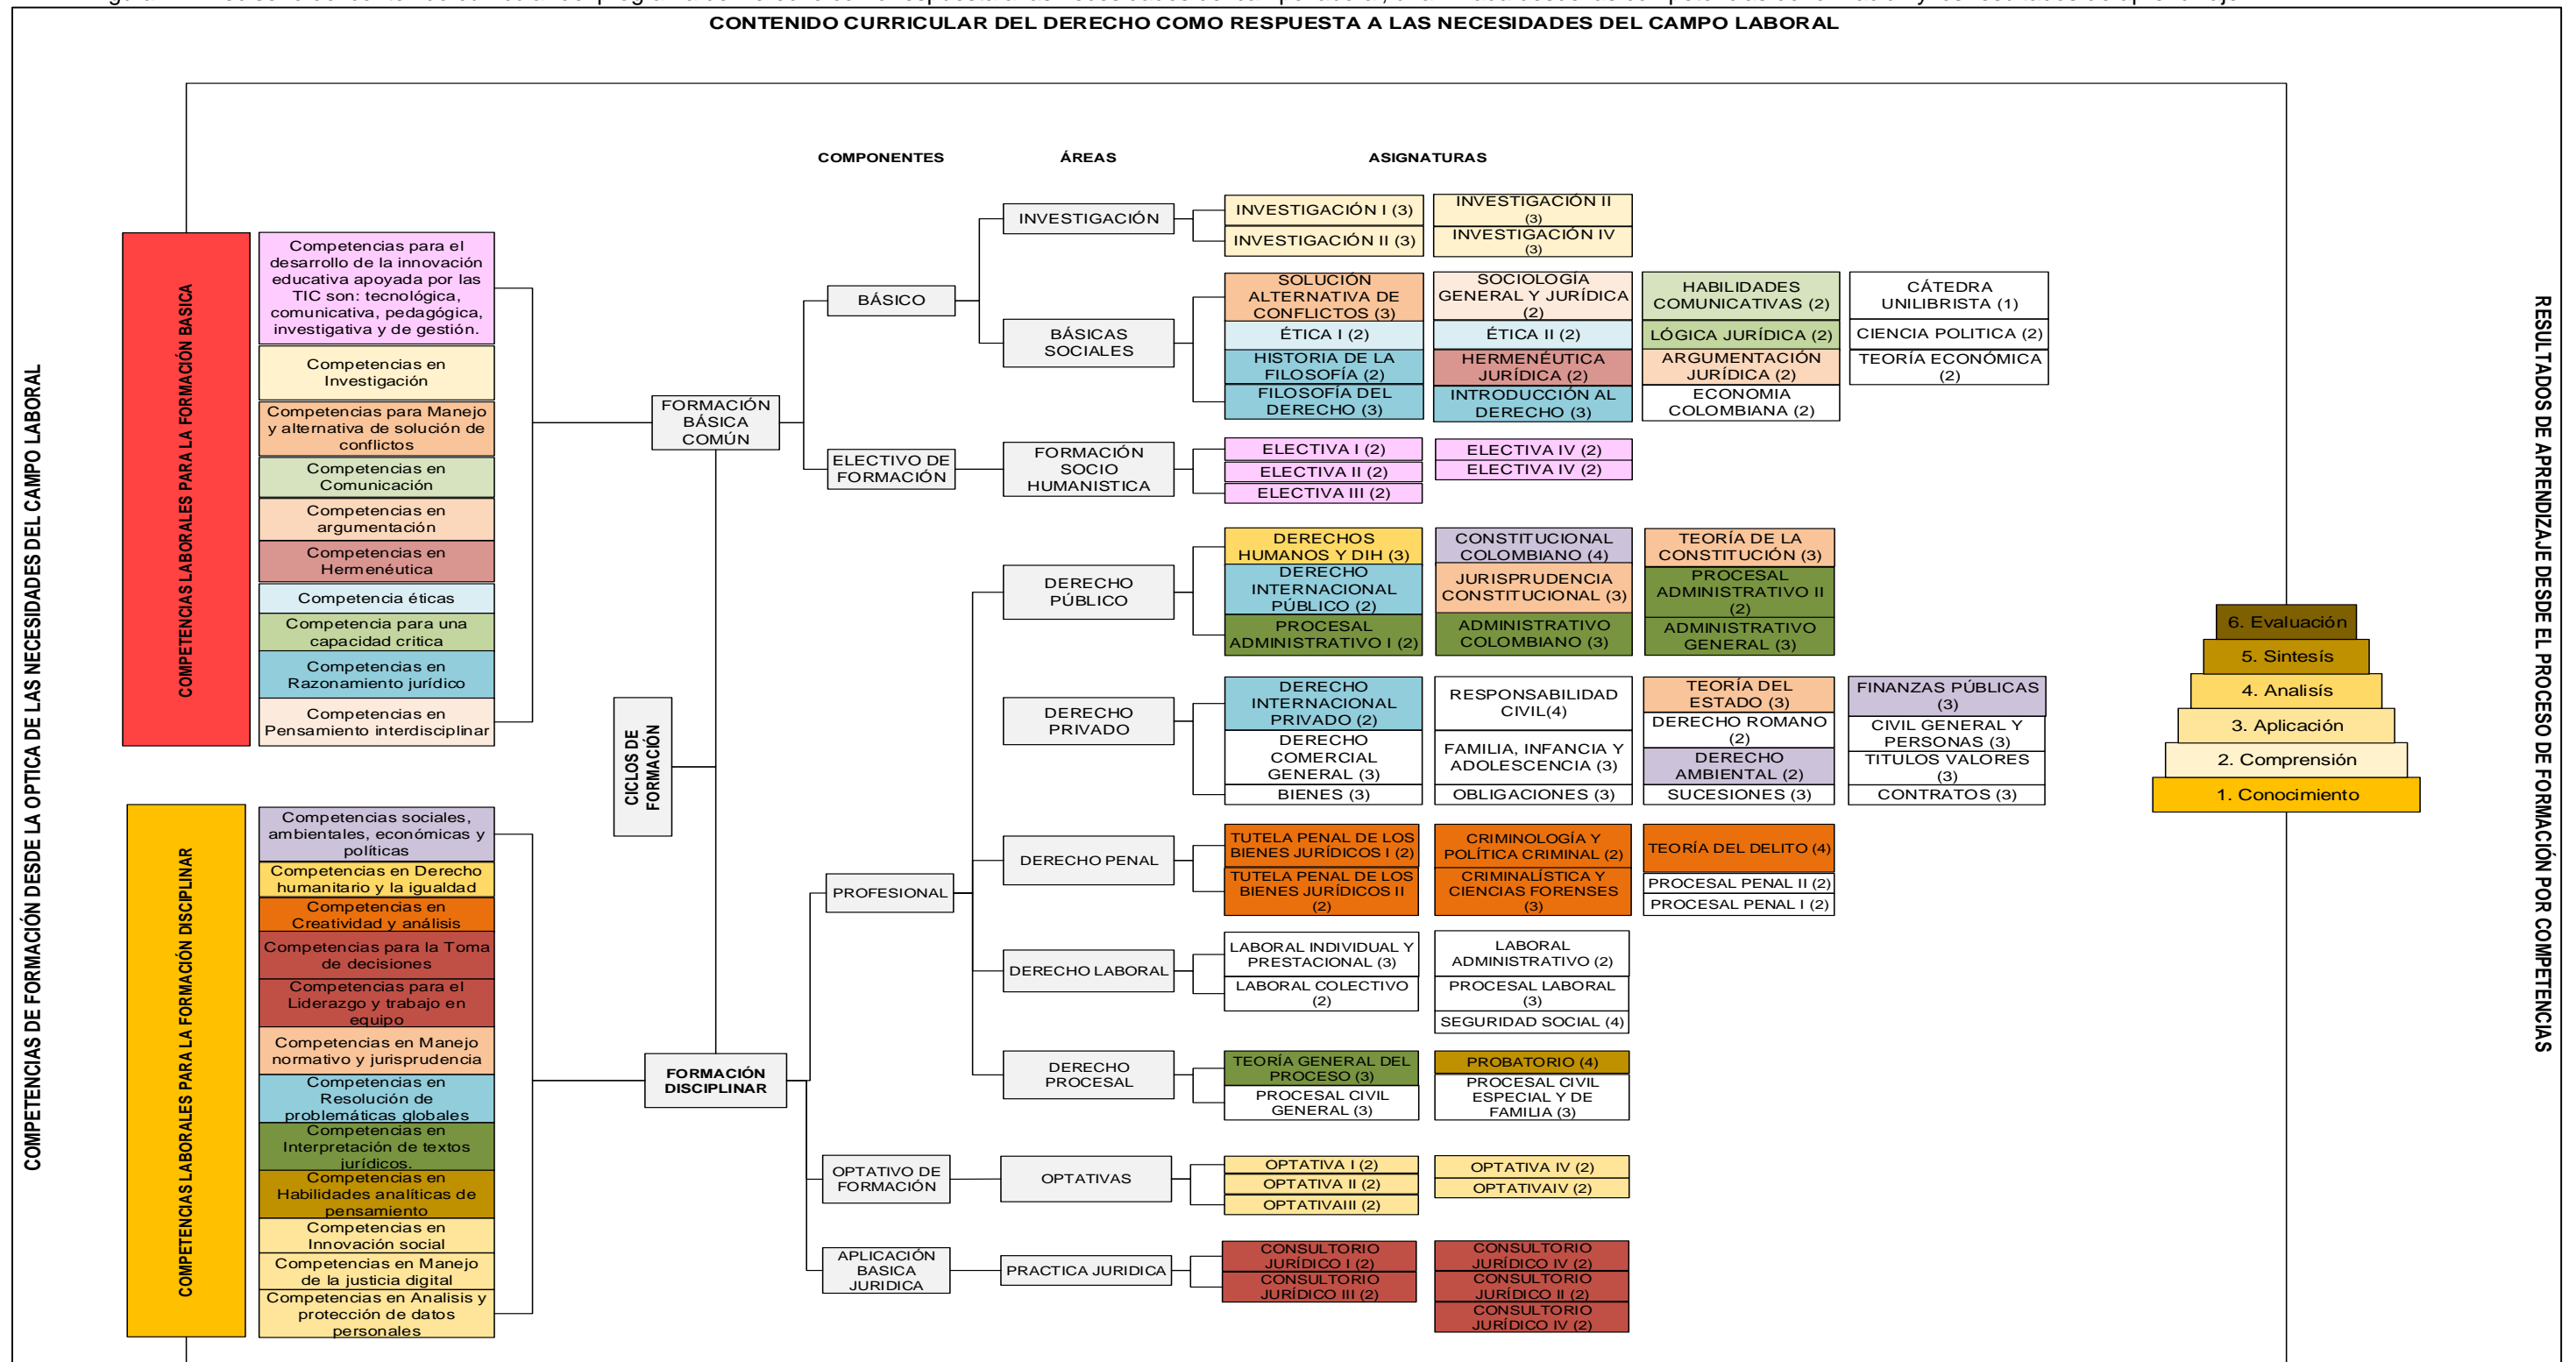 CONTENIDO CURRICULAR DEL DERECHO COMO RESPUESTA A LAS NECESIDADES DEL CAMPO LABORAL
COMPETENCIAS DE FORMACIÓN DESDE LA OPTICA DE LAS NECESIDADES DEL CAMPO LABORAL
COMPETENCIAS LABORALES PARA LA FORMACIÓN BASICA
Competencias para el
desarrollo de la innovación
educativa apoyada por las
TIC son: tecnológica,
comunicativa, pedagógica,
investigativa y de gestión.
Competencias en
Investigación
Competencias para Manejo
y alternativa de solución de
conflictos
Competencias en
Comunicación
Competencias en
argumentación
Competencias en
Hermenéutica
Competencia éticas
Competencia para una
capacidad critica
Competencias en
Razonamiento jurídico
Competencias en
Pensamiento interdisciplinar
COMPETENCIAS LABORALES PARA LA FORMACIÓN DISCIPLINAR
Competencias sociales,
ambientales, económicas y
políticas
Competencias en Derecho
humanitario y la igualdad
Competencias en
Creatividad y análisis
Competencias para la Toma
de decisiones
Competencias para el
Liderazgo y trabajo en
equipo
Competencias en Manejo
normativo y jurisprudencia
Competencias en
Resolución de
problemáticas globales
Competencias en
Interpretación de textos
jurídicos.
Competencias en
Habilidades analíticas de
pensamiento
Competencias en
Innovación social
Competencias en Manejo
de la justicia digital
Competencias en Analisis y
protección de datos
personales
CICLOS DE
FORMACIÓN
FORMACIÓN
BÁSICA
COMÚN
FORMACIÓN
DISCIPLINAR
COMPONENTES
ÁREAS
ASIGNATURAS
BÁSICO
INVESTIGACIÓN
INVESTIGACIÓN I (3)
INVESTIGACIÓN II
(3)
INVESTIGACIÓN II (3)
INVESTIGACIÓN IV
(3)
BÁSICAS
SOCIALES
SOLUCIÓN
ALTERNATIVA DE
CONFLICTOS (3)
SOCIOLOGÍA
GENERAL Y JURÍDICA
(2)
HABILIDADES
COMUNICATIVAS (2)
CÁTEDRA
UNILIBRISTA (1)
ÉTICA I (2)
ÉTICA II (2)
LÓGICA JURÍDICA (2)
CIENCIA POLITICA (2)
HISTORIA DE LA
FILOSOFÍA (2)
HERMENÉUTICA
JURÍDICA (2)
ARGUMENTACIÓN
JURÍDICA (2)
TEORÍA ECONÓMICA
(2)
FILOSOFÍA DEL
DERECHO (3)
INTRODUCCIÓN AL
DERECHO (3)
ECONOMIA
COLOMBIANA (2)
ELECTIVO DE
FORMACIÓN
FORMACIÓN
SOCIO
HUMANISTICA
ELECTIVA I (2)
ELECTIVA IV (2)
ELECTIVA II (2)
ELECTIVA IV (2)
ELECTIVA III (2)
PROFESIONAL
DERECHO
PÚBLICO
DERECHOS
HUMANOS Y DIH (3)
CONSTITUCIONAL
COLOMBIANO (4)
TEORÍA DE LA
CONSTITUCIÓN (3)
DERECHO
INTERNACIONAL
PÚBLICO (2)
JURISPRUDENCIA
CONSTITUCIONAL (3)
PROCESAL
ADMINISTRATIVO II
(2)
PROCESAL
ADMINISTRATIVO I (2)
ADMINISTRATIVO
COLOMBIANO (3)
ADMINISTRATIVO
GENERAL (3)
DERECHO
PRIVADO
DERECHO
INTERNACIONAL
PRIVADO (2)
RESPONSABILIDAD
CIVIL(4)
TEORÍA DEL
ESTADO (3)
FINANZAS PÚBLICAS
(3)
DERECHO ROMANO
(2)
CIVIL GENERAL Y
PERSONAS (3)
DERECHO
COMERCIAL
GENERAL (3)
FAMILIA, INFANCIA Y
ADOLESCENCIA (3)
DERECHO
AMBIENTAL (2)
TITULOS VALORES
(3)
BIENES (3)
OBLIGACIONES (3)
SUCESIONES (3)
CONTRATOS (3)
DERECHO PENAL
TUTELA PENAL DE LOS
BIENES JURÍDICOS I (2)
CRIMINOLOGÍA Y
POLÍTICA CRIMINAL (2)
TEORÍA DEL DELITO (4)
TUTELA PENAL DE LOS
BIENES JURÍDICOS II
(2)
CRIMINALÍSTICA Y
CIENCIAS FORENSES
(3)
PROCESAL PENAL II (2)
PROCESAL PENAL I (2)
DERECHO LABORAL
LABORAL INDIVIDUAL Y
PRESTACIONAL (3)
LABORAL
ADMINISTRATIVO (2)
LABORAL COLECTIVO
(2)
PROCESAL LABORAL
(3)
SEGURIDAD SOCIAL (4)
DERECHO
PROCESAL
TEORÍA GENERAL DEL
PROCESO (3)
PROBATORIO (4)
PROCESAL CIVIL
GENERAL (3)
PROCESAL CIVIL
ESPECIAL Y DE
FAMILIA (3)
OPTATIVO DE
FORMACIÓN
OPTATIVAS
OPTATIVA I (2)
OPTATIVA IV (2)
OPTATIVA II (2)
OPTATIVAIV (2)
OPTATIVAIII (2)
APLICACIÓN
BASICA
JURIDICA
PRACTICA JURIDICA
CONSULTORIO
JURÍDICO I (2)
CONSULTORIO
JURÍDICO IV (2)
CONSULTORIO
JURÍDICO III (2)
CONSULTORIO
JURÍDICO II (2)
CONSULTORIO
JURÍDICO IV (2)
6. Evaluación
5. Sintesís
4. Analisís
3. Aplicación
2. Comprensión
1. Conocimiento
RESULTADOS DE APRENDIZAJE DESDE EL PROCESO DE FORMACIÓN POR COMPETENCIAS